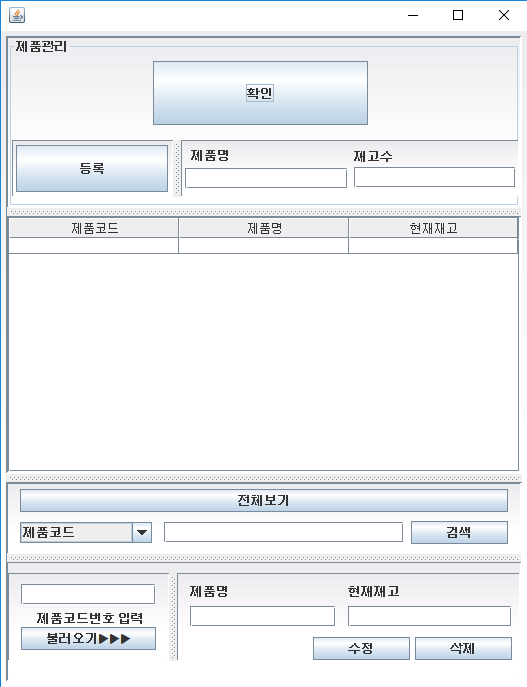 제품관리
확인
등록
제품명 재고수
제품코드 제품명 현재재고
전체보기
제품코드 검색
제품명 현재재고
제품코드번호 입력
불러오기▶▶▶
수정 삭제